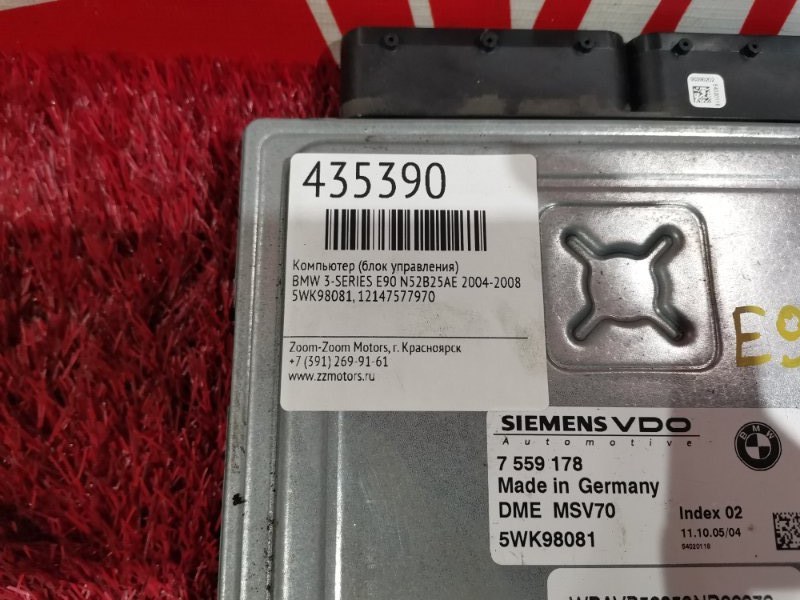 435390
Компьютер (блок управления)
BMW 3-SERIES E90 N52B25AE 2004-2008
5WK98081, 12147577970
Zoom-Zoom Motors, г. Красноярск
+7 (391) 269-91-61
www.zzmotors.ru
E9
SIEMENS VDO
Automotive
BMW
7 559 178
Made in Germany
DME MSV70
Index 02
5WK98081
11.10.05/04